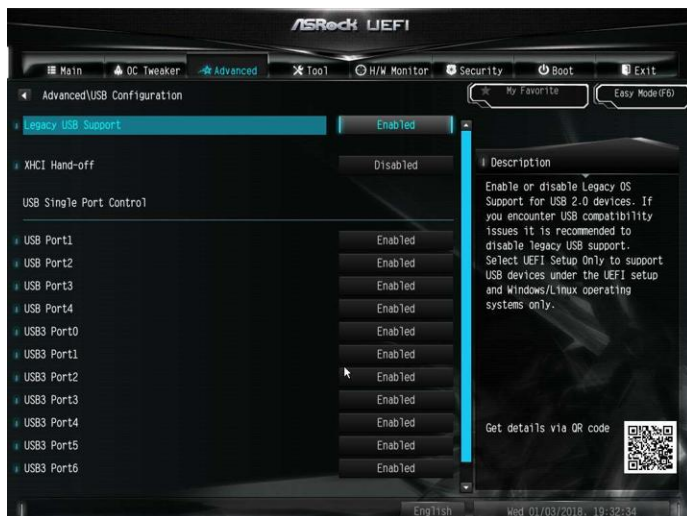 ASRock UEFI
Main OC Tweaker Advanced Tool H/W Monitor Security Boot Exit
Advanced\USB Configuration
My Favorite
Easy Mode(F6)
Legacy USB Support Enabled
XHCI Hand-off Disabled
USB Single Port Control
USB Port1 Enabled
USB Port2 Enabled
USB Port3 Enabled
USB Port4 Enabled
USB3 Port0 Enabled
USB3 Port1 Enabled
USB3 Port2 Enabled
USB3 Port3 Enabled
USB3 Port4 Enabled
USB3 Port5 Enabled
USB3 Port6 Enabled
Description
Enable or disable Legacy OS
Support for USB 2.0 devices. If
you encounter USB compatibility
issues it is recommended to
disable legacy USB support.
Select UEFI Setup Only to support
USB devices under the UEFI setup
and Windows/Linux operating
systems only.
Get details via QR code
English
Wed 01/03/2018, 19:32:34